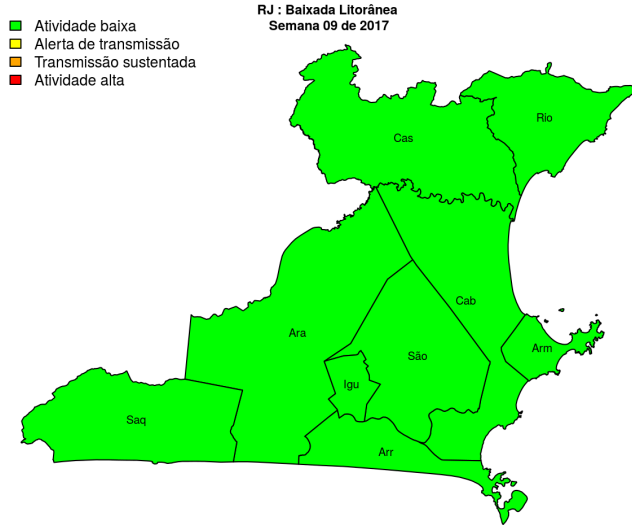 RJ : Baixada Litorânea
Semana 09 de 2017
Atividade baixa
Alerta de transmissão
Transmissão sustentada
Atividade alta
Rio
Cas
Cab
Ara
Arm
São
Igu
Saq
Arr